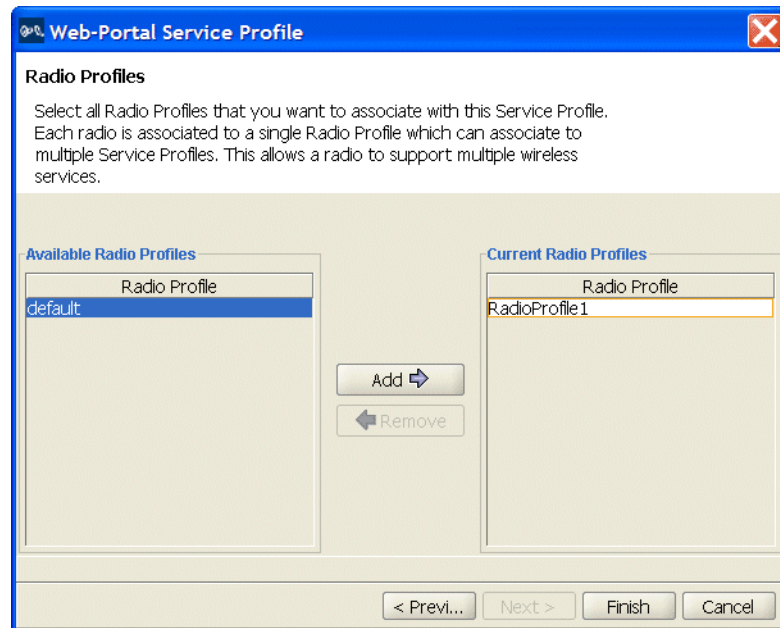 Web-Portal Service Profile
Radio Profiles
Select all Radio Profiles that you want to associate with this Service Profile.
Each radio is associated to a single Radio Profile which can associate to
multiple Service Profiles. This allows a radio to support multiple wireless
services.
Available Radio Profiles
Radio Profile
default
Add
Remove
Current Radio Profiles
Radio Profile
RadioProfile1
< Previ...
Next >
Finish
Cancel